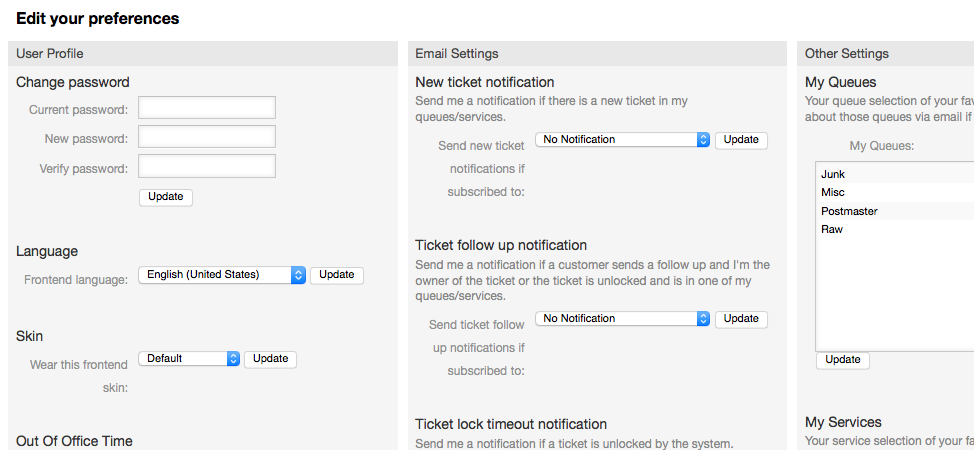 Edit your preferences
User Profile
Change password
Current password:
New password:
Verify password:
Update
Language
Frontend language:
English (United States)
Update
Skin
Wear this frontend
skin:
Default
Update
Out Of Office Time
Email Settings
New ticket notification
Send me a notification if there is a new ticket in my
queues/services.
Send new ticket
notifications if
subscribed to:
No Notification
Update
Ticket follow up notification
Send me a notification if a customer sends a follow up and I'm the
owner of the ticket or the ticket is unlocked and is in one of my
queues/services.
Send ticket follow
up notifications if
subscribed to:
No Notification
Update
Ticket lock timeout notification
Send me a notification if a ticket is unlocked by the system.
Other Settings
My Queues
Your queue selection of your
about those queues via email if
My Queues:
Junk
Misc
Postmaster
Raw
Update
My Services
Your service selection of your